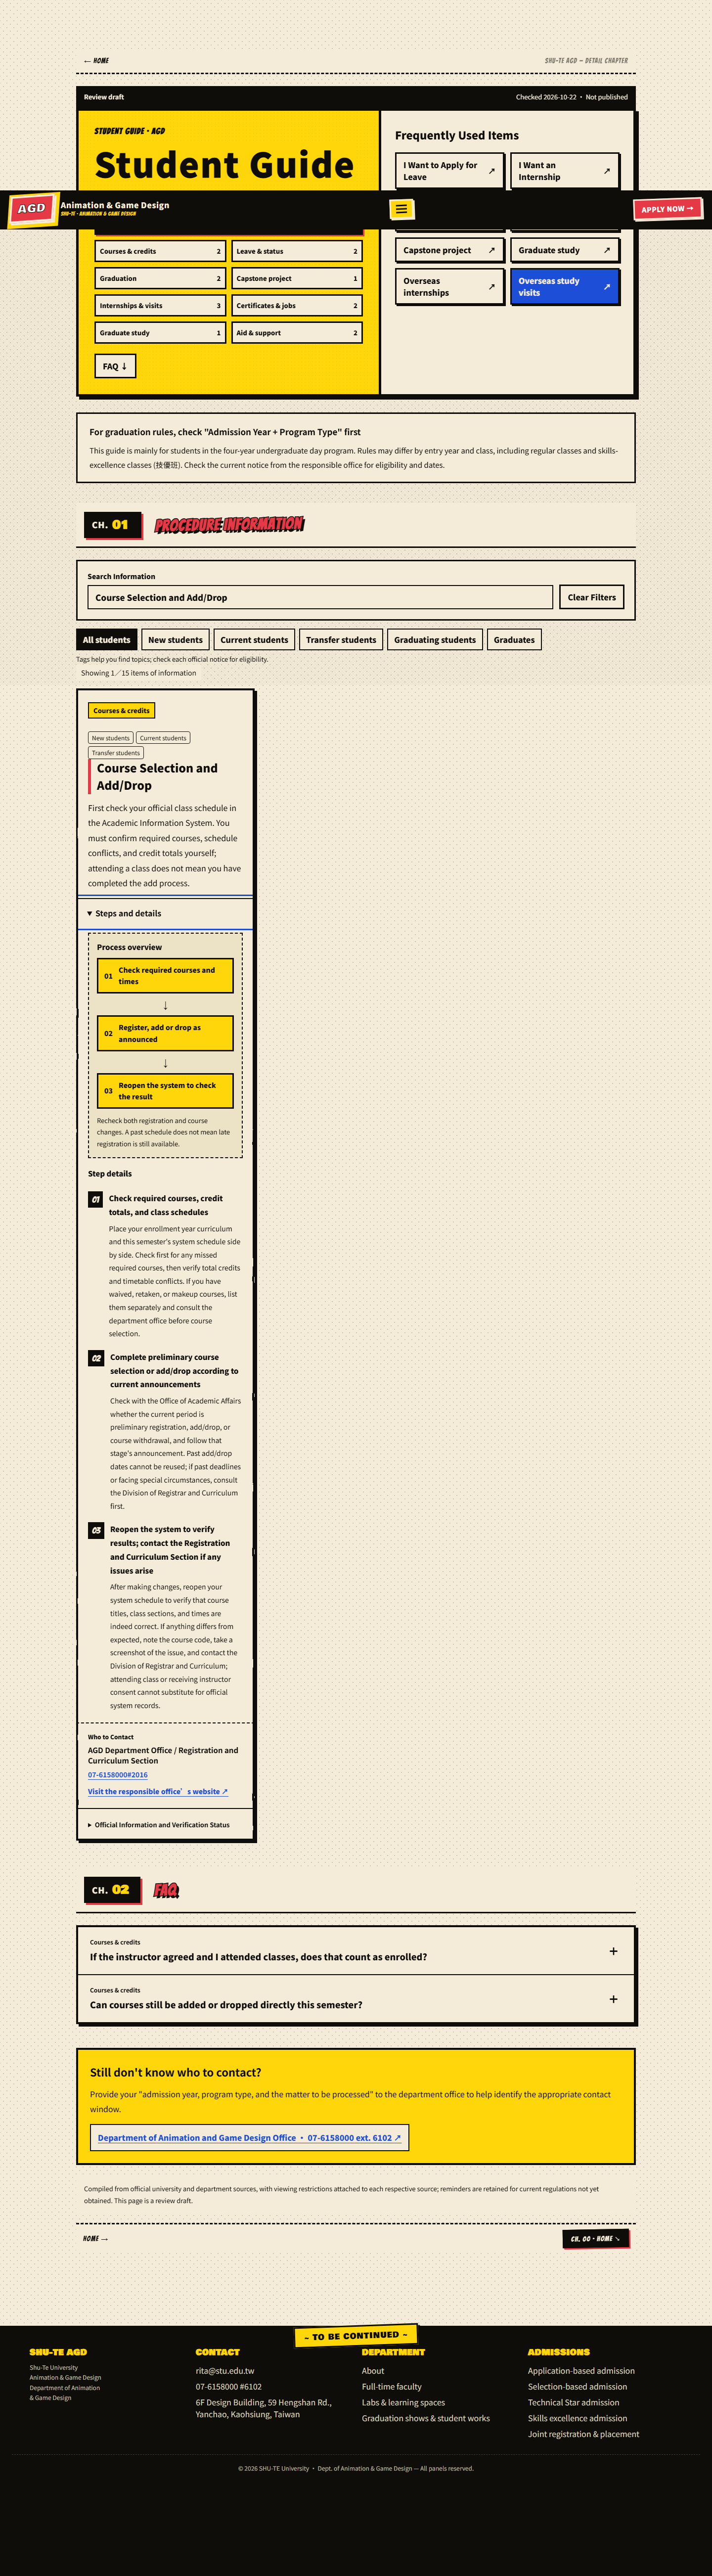 ← HOME
SHU-TE AGD — DETAIL CHAPTER
Review draft
Checked 2026-10-22 · Not published
STUDENT GUIDE · AGD
Student Guide
Frequently Used Items
I Want to Apply for
Leave
↗
I Want an
Internship
↗
AGD
Animation & Game Design
SHU-TE · ANIMATION & GAME DESIGN
APPLY NOW →
Courses & credits 2
Leave & status 2
Graduation 2
Capstone project 1
Internships & visits 3
Certificates & jobs 2
Graduate study 1
Aid & support 2
FAQ ↓
Capstone project ↗
Graduate study ↗
Overseas
internships
↗
Overseas study
visits
↗
For graduation rules, check "Admission Year + Program Type" first
This guide is mainly for students in the four-year undergraduate day program. Rules may differ by entry year and class, including regular classes and skills-
excellence classes (技優班). Check the current notice from the responsible office for eligibility and dates.
CH. 01
PROCEDURE INFORMATION
Search Information
Course Selection and Add/Drop
Clear Filters
All students
New students
Current students
Transfer students
Graduating students
Graduates
Tags help you find topics; check each official notice for eligibility.
Showing 1／15 items of information
Courses & credits
New students
Current students
Transfer students
Course Selection and
Add/Drop
First check your official class schedule in
the Academic Information System. You
must confirm required courses, schedule
conflicts, and credit totals yourself;
attending a class does not mean you have
completed the add process.
▼ Steps and details
Process overview
01 Check required courses and
times
↓
02 Register, add or drop as
announced
↓
03 Reopen the system to check
the result
Recheck both registration and course
changes. A past schedule does not mean late
registration is still available.
Step details
01 Check required courses, credit
totals, and class schedules
Place your enrollment year curriculum
and this semester's system schedule side
by side. Check first for any missed
required courses, then verify total credits
and timetable conflicts. If you have
waived, retaken, or makeup courses, list
them separately and consult the
department office before course
selection.
02 Complete preliminary course
selection or add/drop according to
current announcements
Check with the Office of Academic Affairs
whether the current period is
preliminary registration, add/drop, or
course withdrawal, and follow that
stage's announcement. Past add/drop
dates cannot be reused; if past deadlines
or facing special circumstances, consult
the Division of Registrar and Curriculum
first.
03 Reopen the system to verify
results; contact the Registration
and Curriculum Section if any
issues arise
After making changes, reopen your
system schedule to verify that course
titles, class sections, and times are
indeed correct. If anything differs from
expected, note the course code, take a
screenshot of the issue, and contact the
Division of Registrar and Curriculum;
attending class or receiving instructor
consent cannot substitute for official
system records.
Who to Contact
AGD Department Office / Registration and
Curriculum Section
07-6158000#2016
Visit the responsible office's website ↗
▶ Official Information and Verification Status
CH. 02
FAQ
Courses & credits
If the instructor agreed and I attended classes, does that count as enrolled?
+
Courses & credits
Can courses still be added or dropped directly this semester?
+
Still don't know who to contact?
Provide your "admission year, program type, and the matter to be processed" to the department office to help identify the appropriate contact
window.
Department of Animation and Game Design Office · 07-6158000 ext. 6102 ↗
Compiled from official university and department sources, with viewing restrictions attached to each respective source; reminders are retained for current regulations not yet
obtained. This page is a review draft.
HOME →
CH. 00 · HOME ↘
~ TO BE CONTINUED ~
SHU-TE AGD
Shu-Te University
Animation & Game Design
Department of Animation
& Game Design
CONTACT
rita@stu.edu.tw
07-6158000 #6102
6F Design Building, 59 Hengshan Rd.,
Yanchao, Kaohsiung, Taiwan
DEPARTMENT
About
Full-time faculty
Labs & learning spaces
Graduation shows & student works
ADMISSIONS
Application-based admission
Selection-based admission
Technical Star admission
Skills excellence admission
Joint registration & placement
© 2026 SHU-TE University · Dept. of Animation & Game Design — All panels reserved.